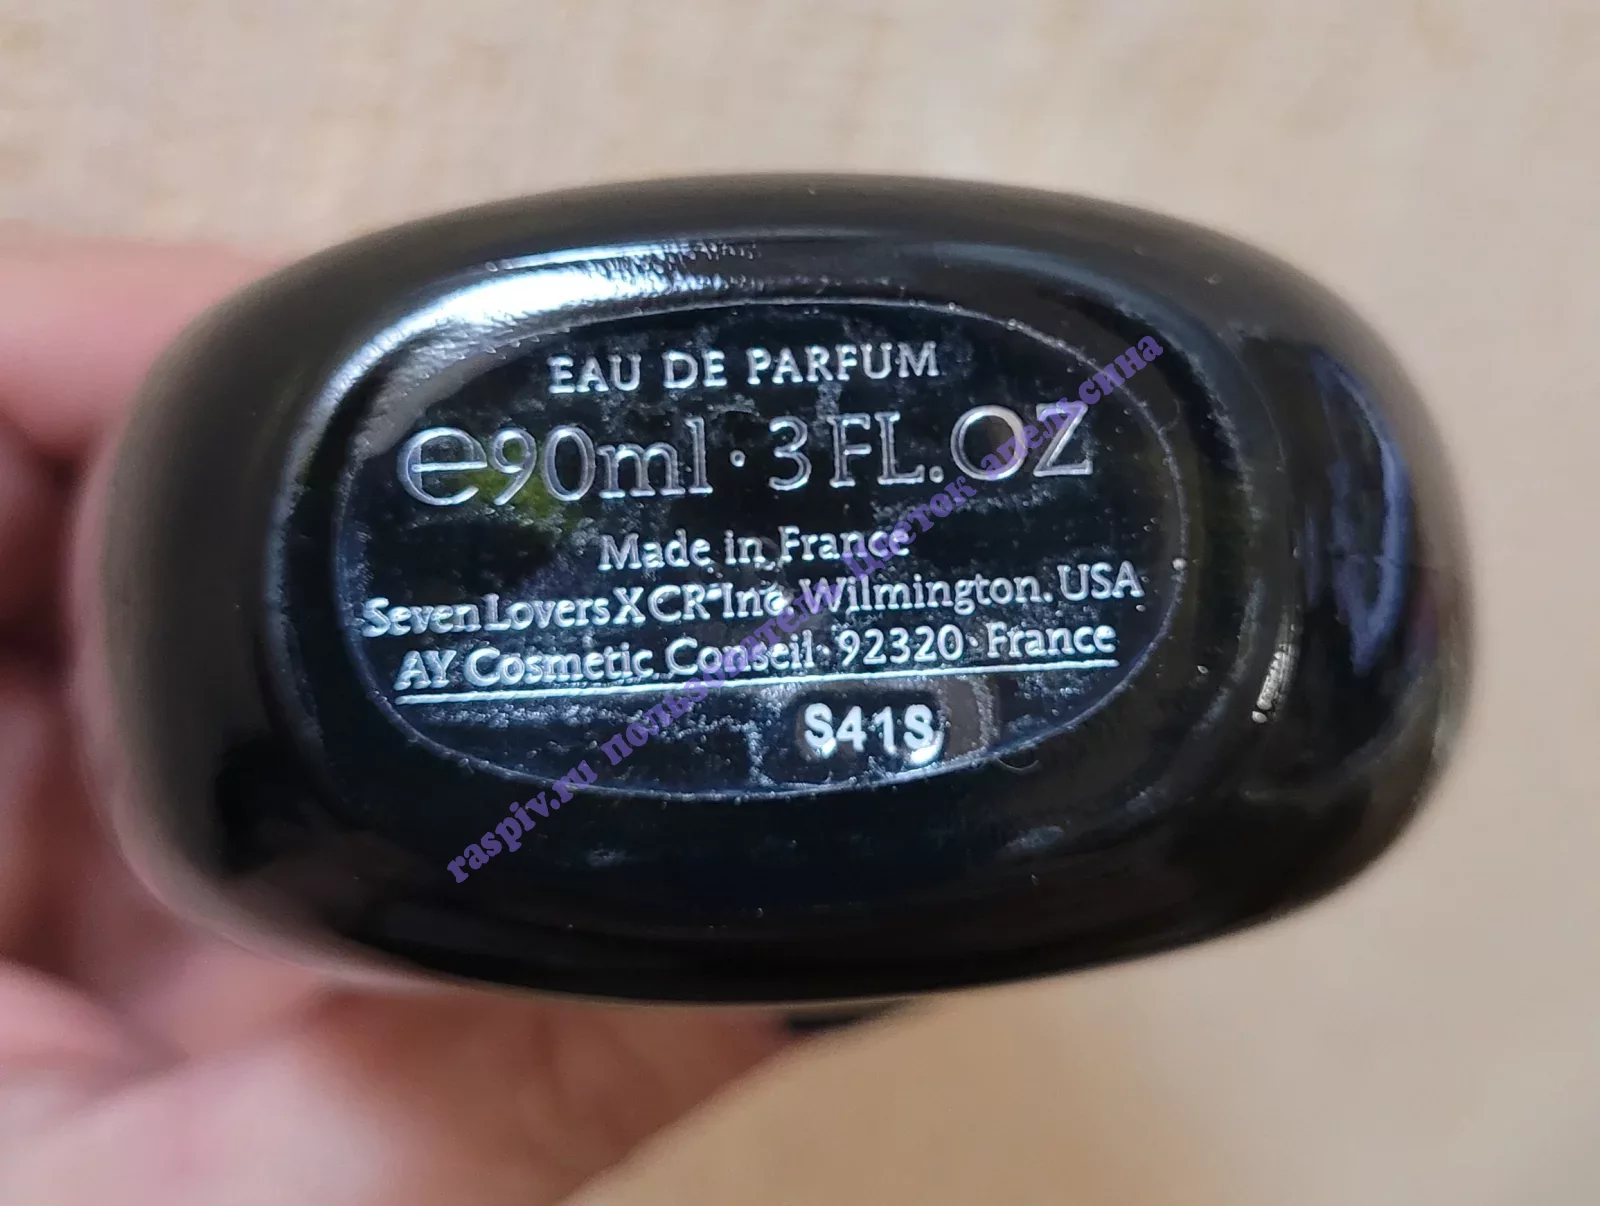 EAU DE PARFUM
℮90ml · 3 FL.OZ
Made in France
Seven Lovers X CR Inc. Wilmington. USA
AY Cosmetic Conseil · 92320 · France
S41S
raspiv.ru пользователь цветок апельсина